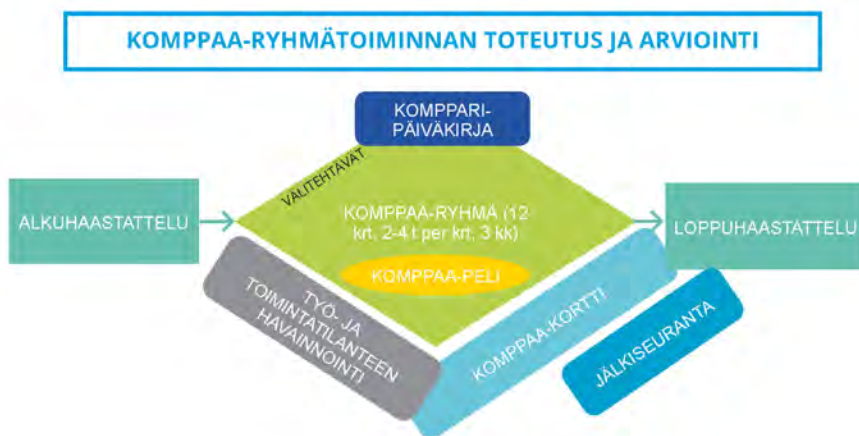 KOMPPAA-RYHMÄTOIMINNAN TOTEUTUS JA ARVIOINTI
KOMPPARI-
PÄIVÄKIRJA
VÄLITEHTÄVÄT
ALKUHAASTATTELU
KOMPPAA-RYHMÄ (12
krt, 2-4 t per krt, 3 kk)
LOPPUHAASTATTELU
KOMPPAA-PELI
TYÖ- JA
TOIMINTATILANTEEN
HAVAINNOINTI
KOMPPAA-KORTTI
JÄLKISEURANTA